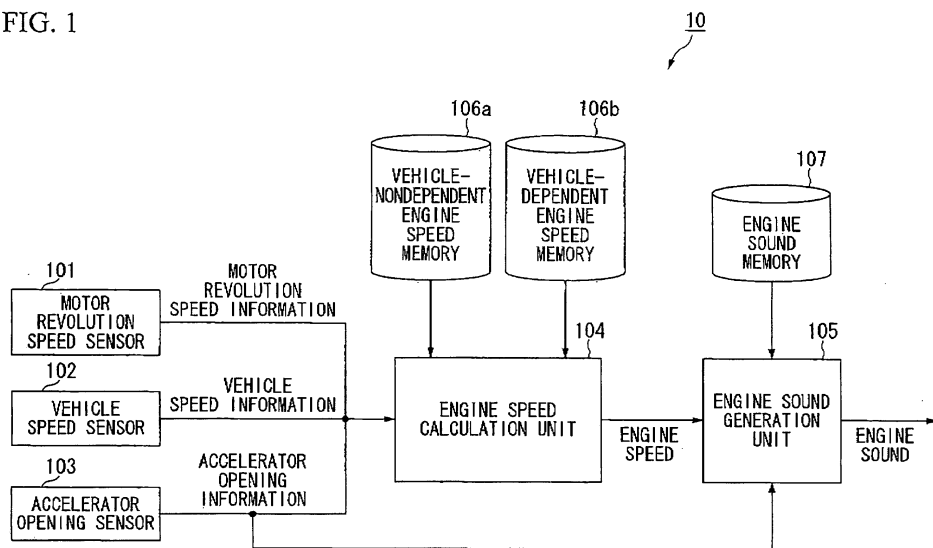 FIG. 1
10
106a
106b
107
VEHICLE-
NONDEPENDENT
ENGINE
SPEED
MEMORY
VEHICLE-
DEPENDENT
ENGINE
SPEED
MEMORY
ENGINE
SOUND
MEMORY
101
MOTOR
REVOLUTION
SPEED SENSOR
MOTOR
REVOLUTION
SPEED INFORMATION
102
VEHICLE
SPEED SENSOR
VEHICLE
SPEED INFORMATION
103
ACCELERATOR
OPENING SENSOR
ACCELERATOR
OPENING
INFORMATION
104
ENGINE SPEED
CALCULATION UNIT
ENGINE
SPEED
105
ENGINE SOUND
GENERATION
UNIT
ENGINE
SOUND